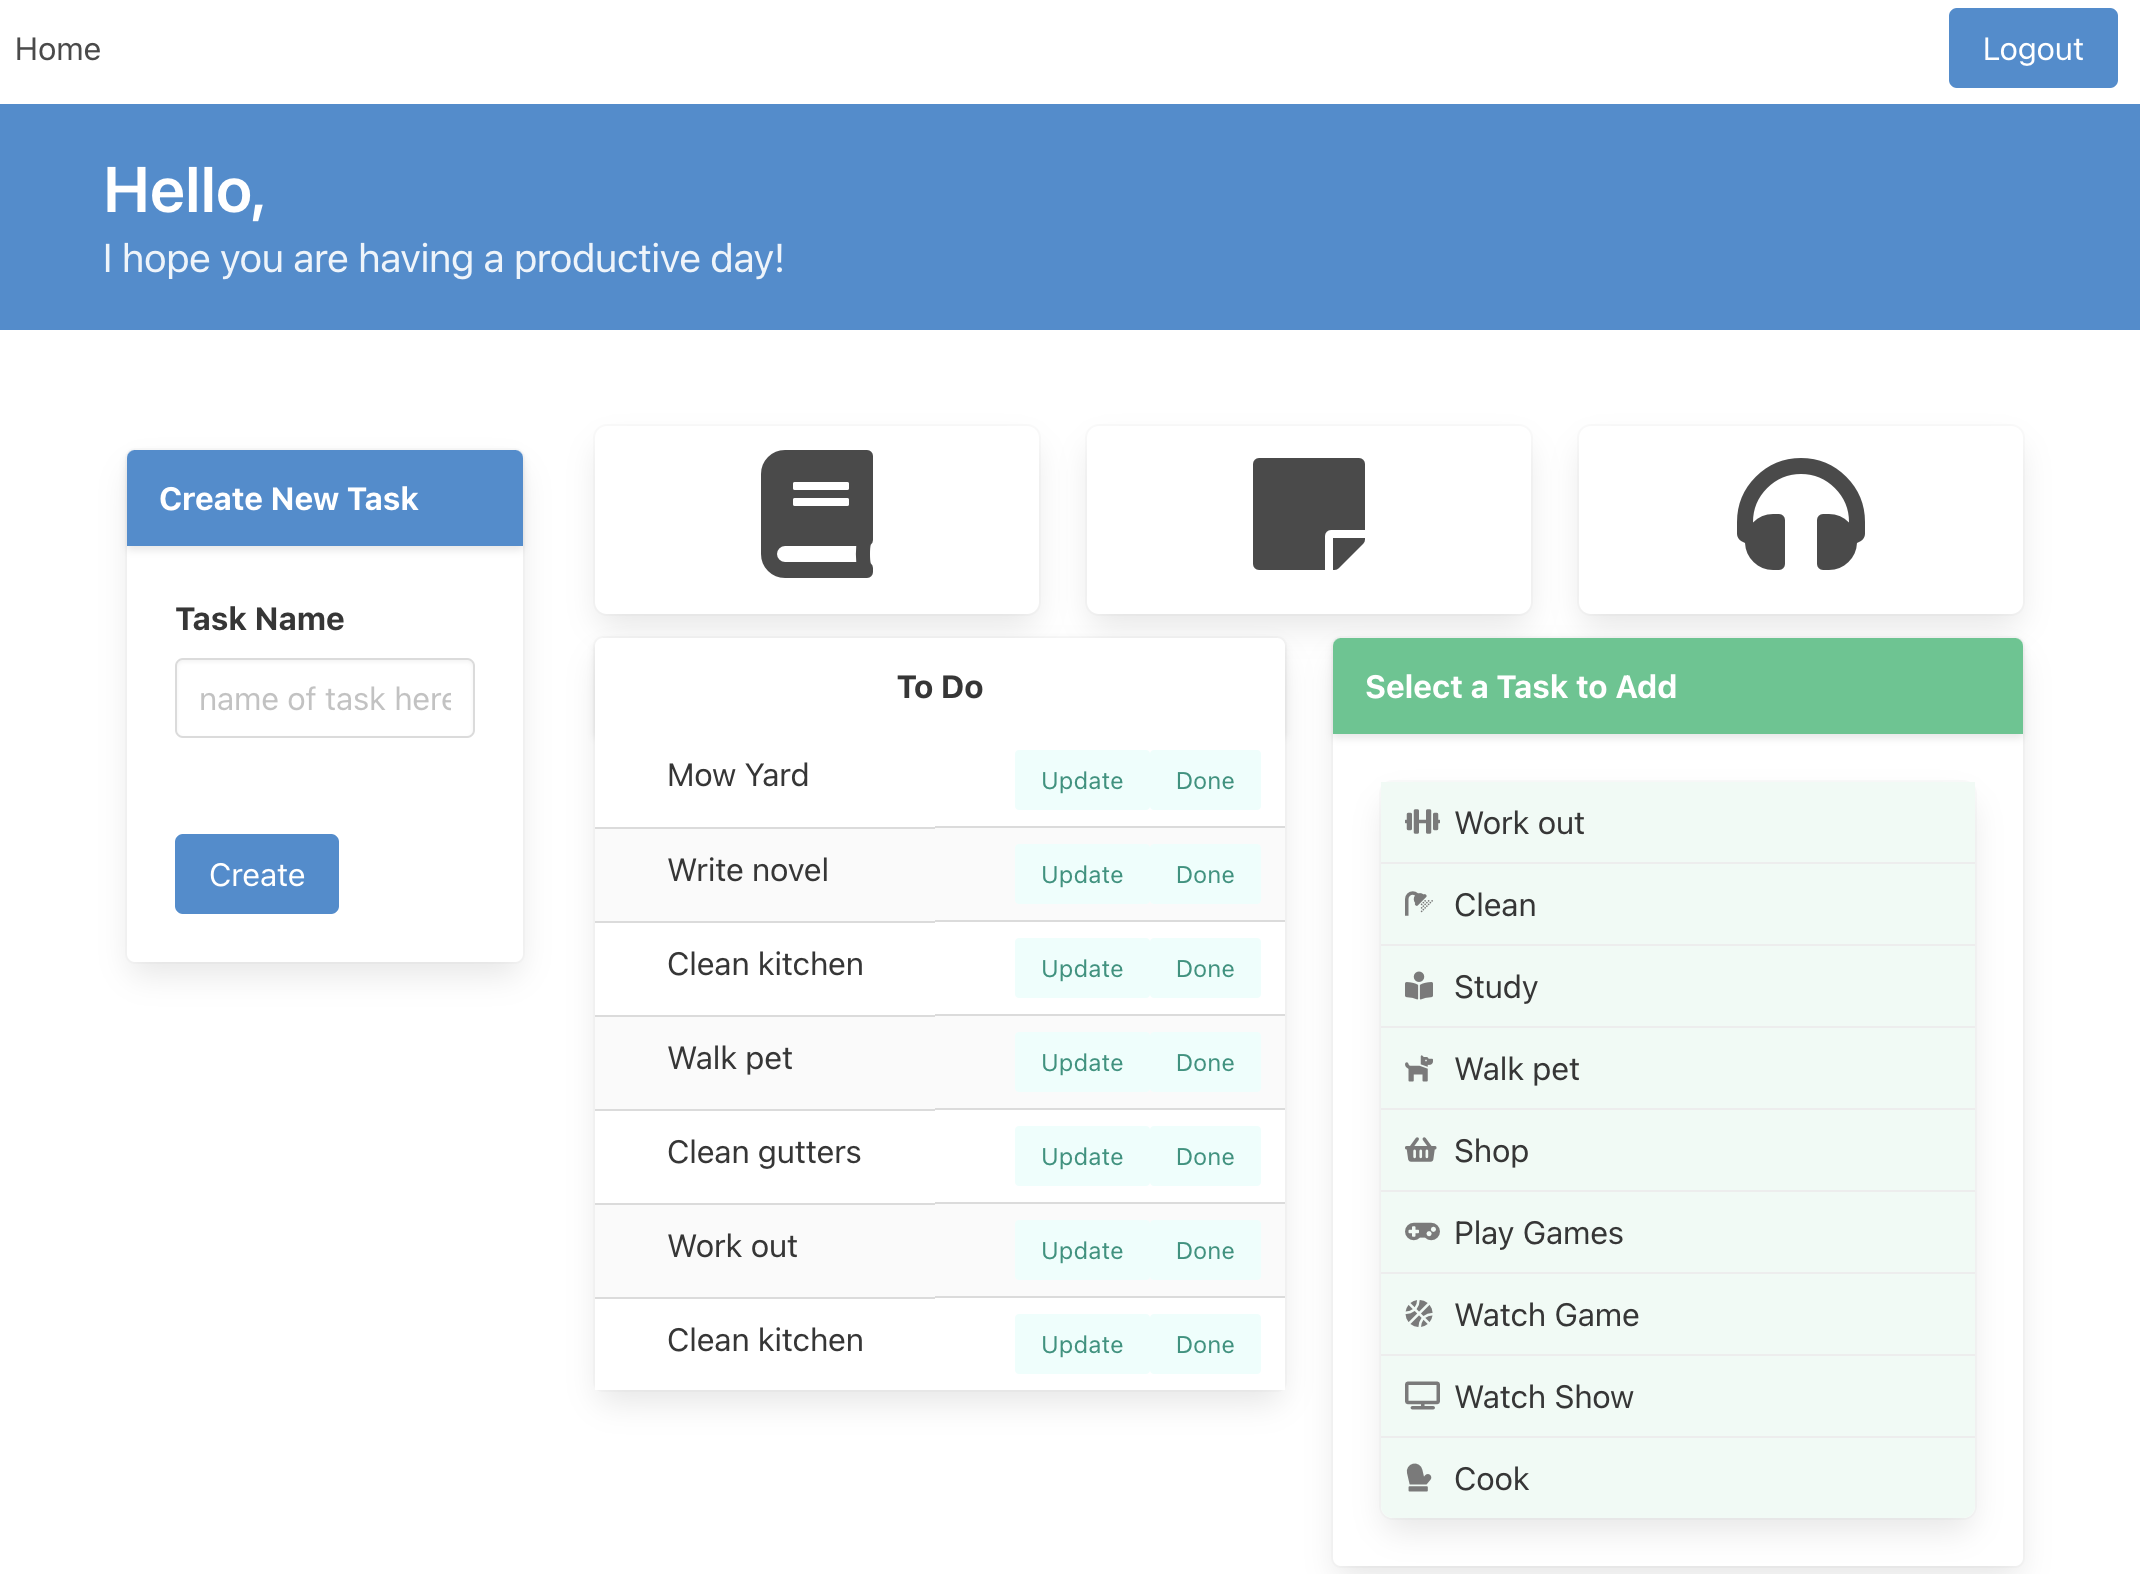 Home
Logout
Hello,
I hope you are having a productive day!
Create New Task
Task Name
name of task here
Create
To Do
Mow Yard Update Done
Write novel Update Done
Clean kitchen Update Done
Walk pet Update Done
Clean gutters Update Done
Work out Update Done
Clean kitchen Update Done
Select a Task to Add
Work out
Clean
Study
Walk pet
Shop
Play Games
Watch Game
Watch Show
Cook